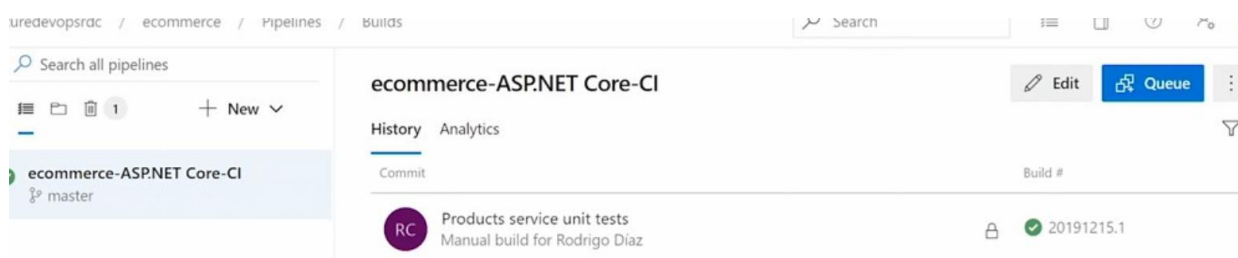 uredevopsrdc / ecommerce / Pipelines / Builds
Search
Search all pipelines
1
New
ecommerce-ASP.NET Core-CI
master
ecommerce-ASP.NET Core-CI
Edit
Queue
History Analytics
Commit Build #
RC
Products service unit tests
Manual build for Rodrigo Díaz
20191215.1